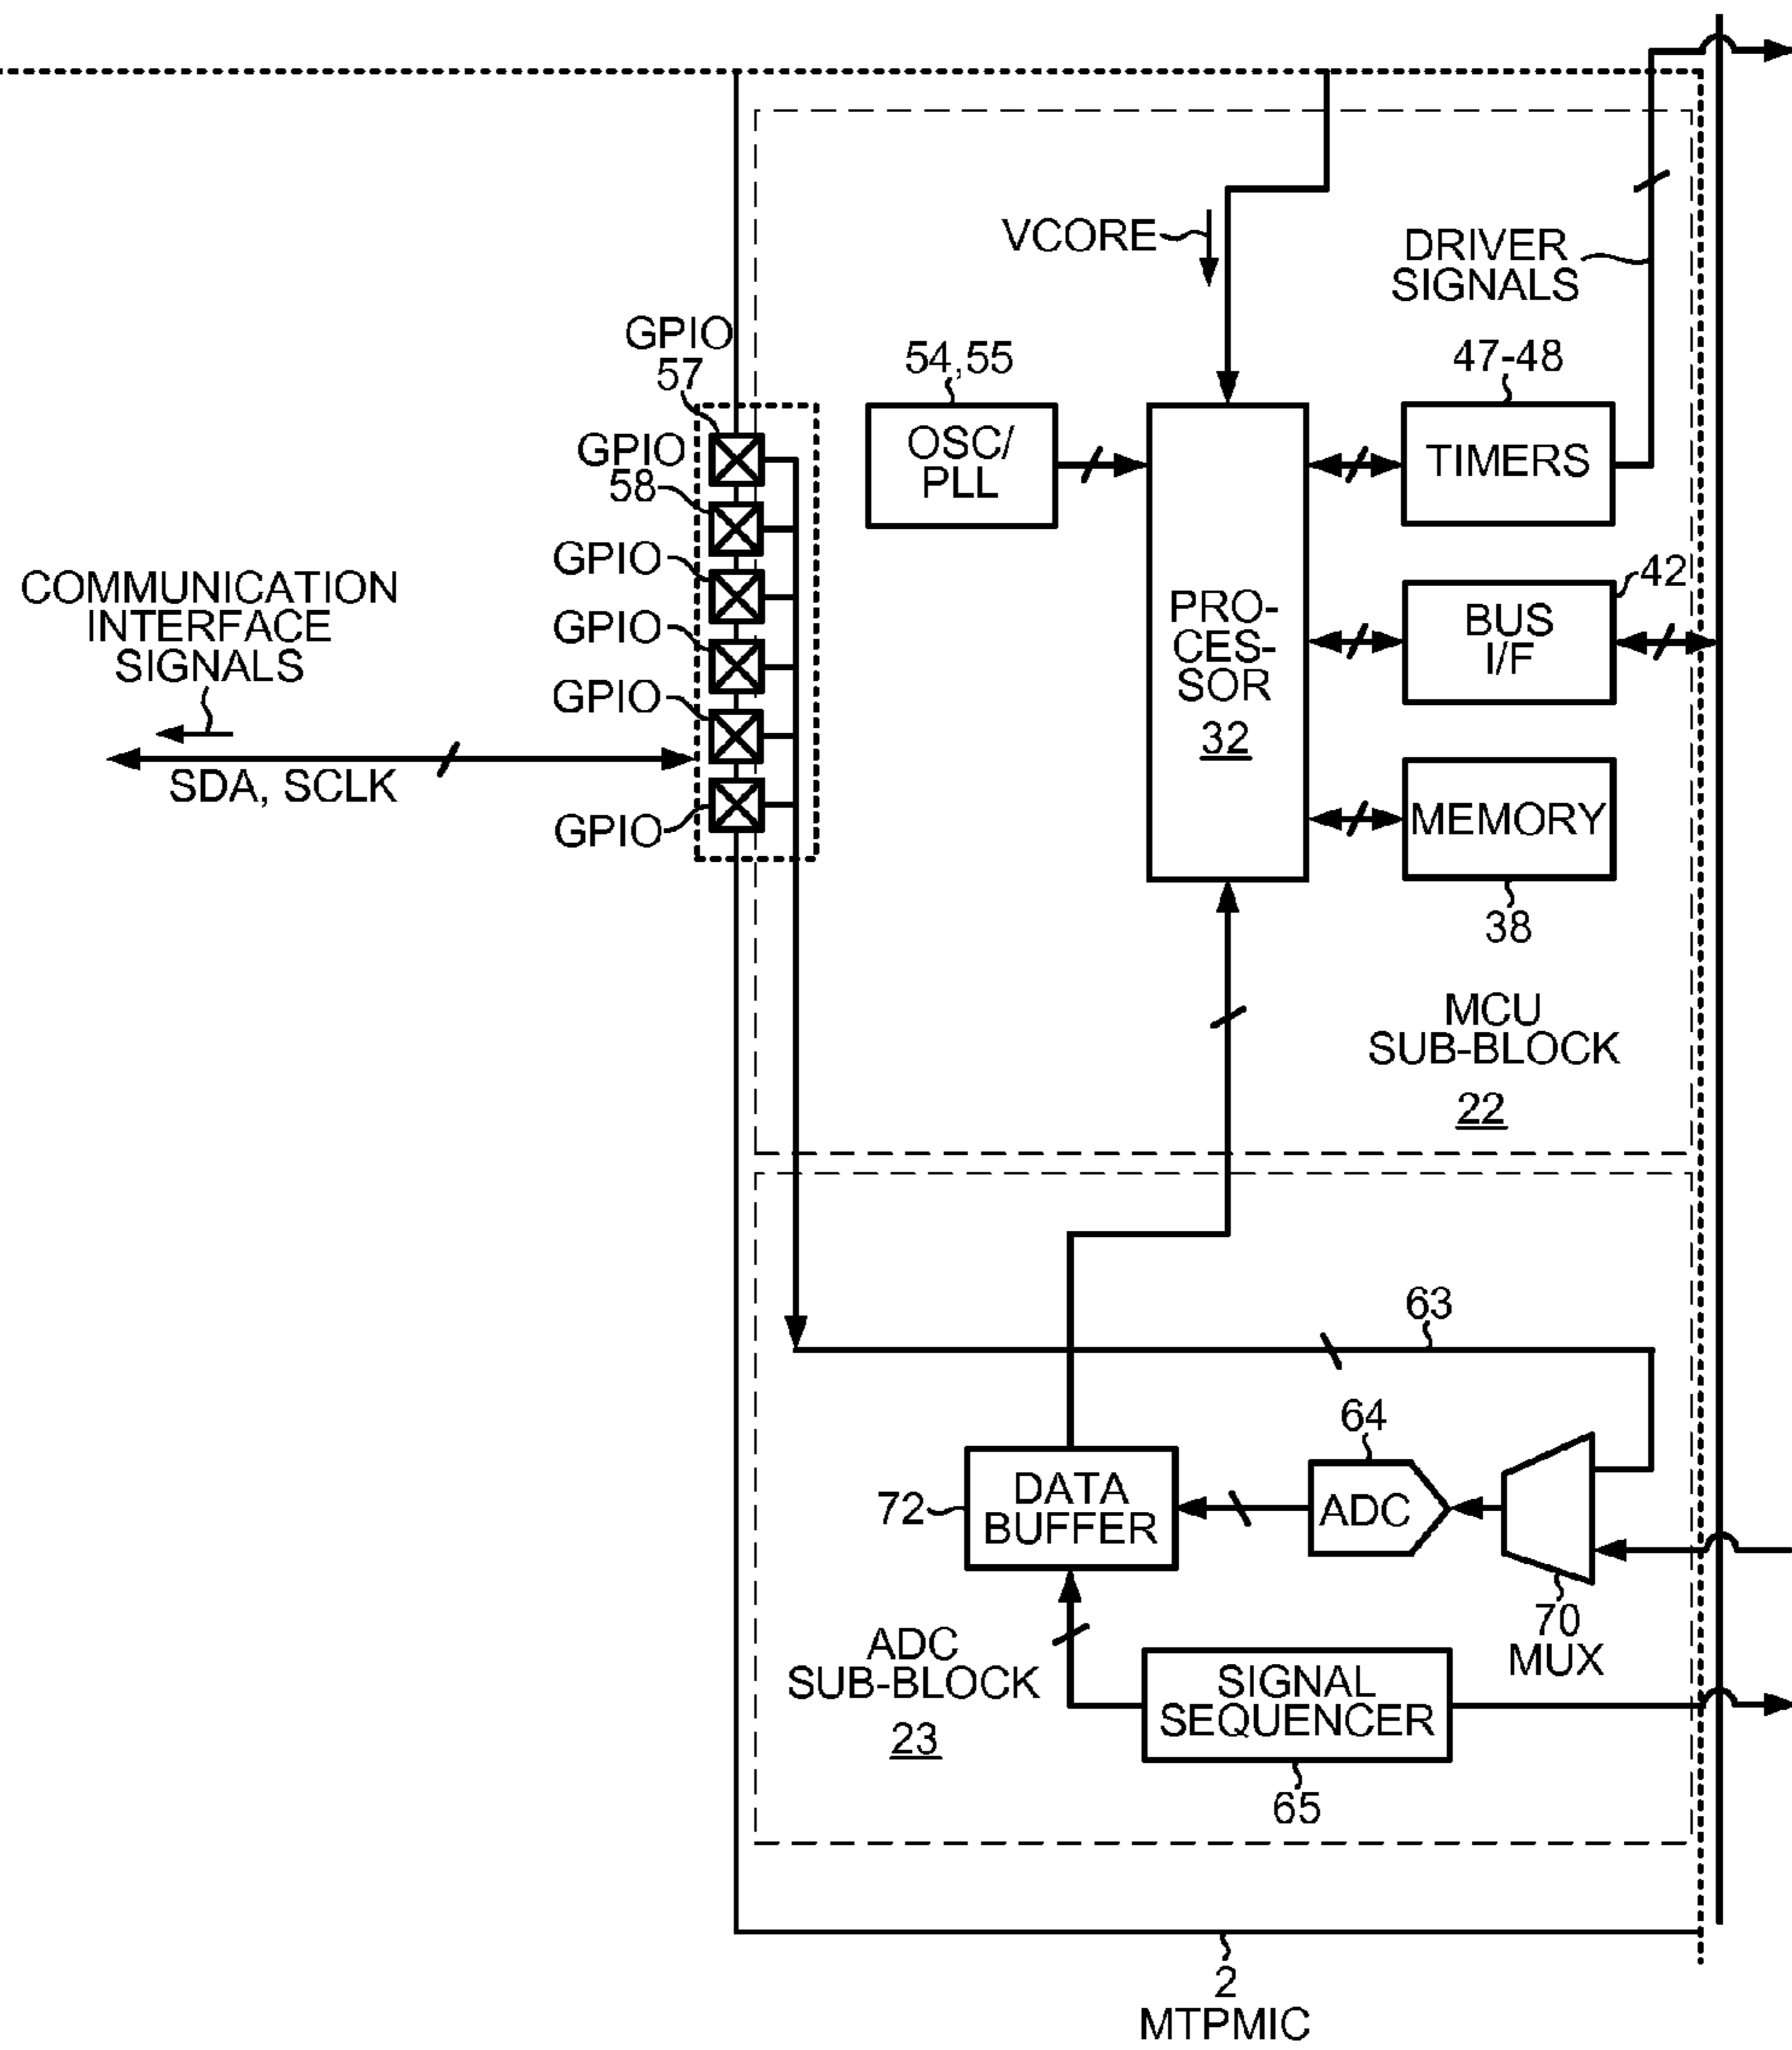 VCORE
DRIVER
SIGNALS
GPIO
57
54,55
47-48
GPIO
58
OSC/
PLL
TIMERS
GPIO
42
COMMUNICATION
INTERFACE
SIGNALS
GPIO
PRO-
CES-
SOR
32
BUS
I/F
GPIO
SDA, SCLK
GPIO
MEMORY
38
MCU
SUB-BLOCK
22
63
64
72
DATA
BUFFER
ADC
70
MUX
ADC
SUB-BLOCK
23
SIGNAL
SEQUENCER
65
2
MTPMIC